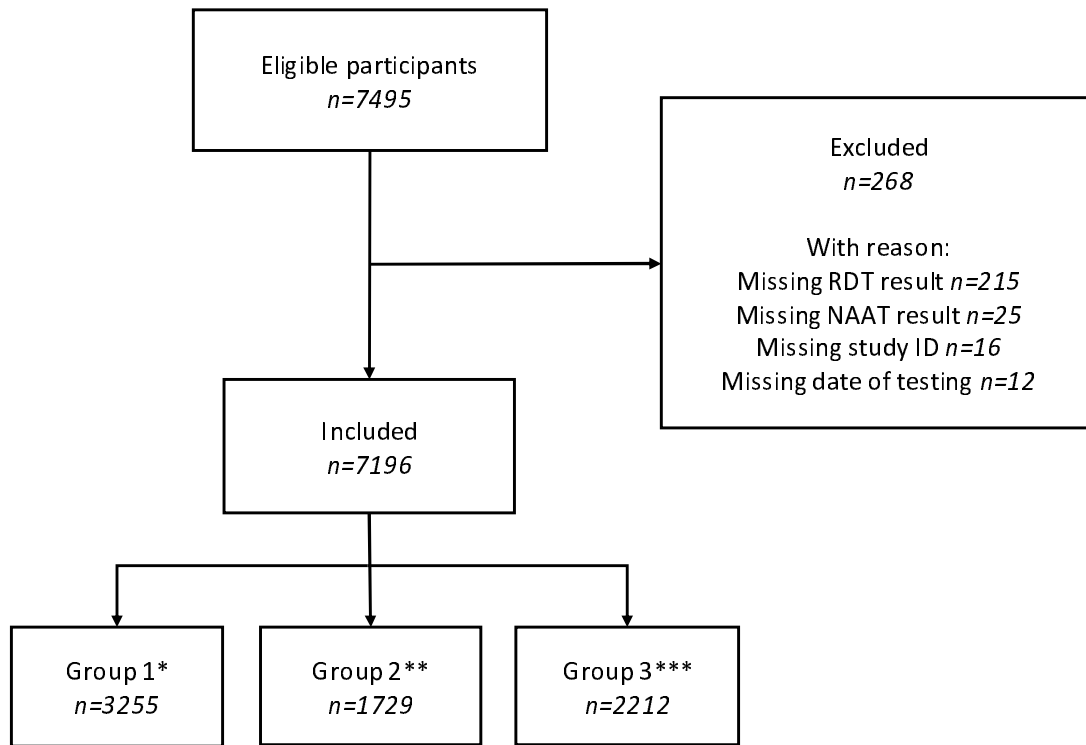 Eligible participants
n=7495
Excluded
n=268
With reason:
Missing RDT result n=215
Missing NAAT result n=25
Missing study ID n=16
Missing date of testing n=12
Included
n=7196
Group 1*
n=3255
Group 2**
n=1729
Group 3***
n=2212